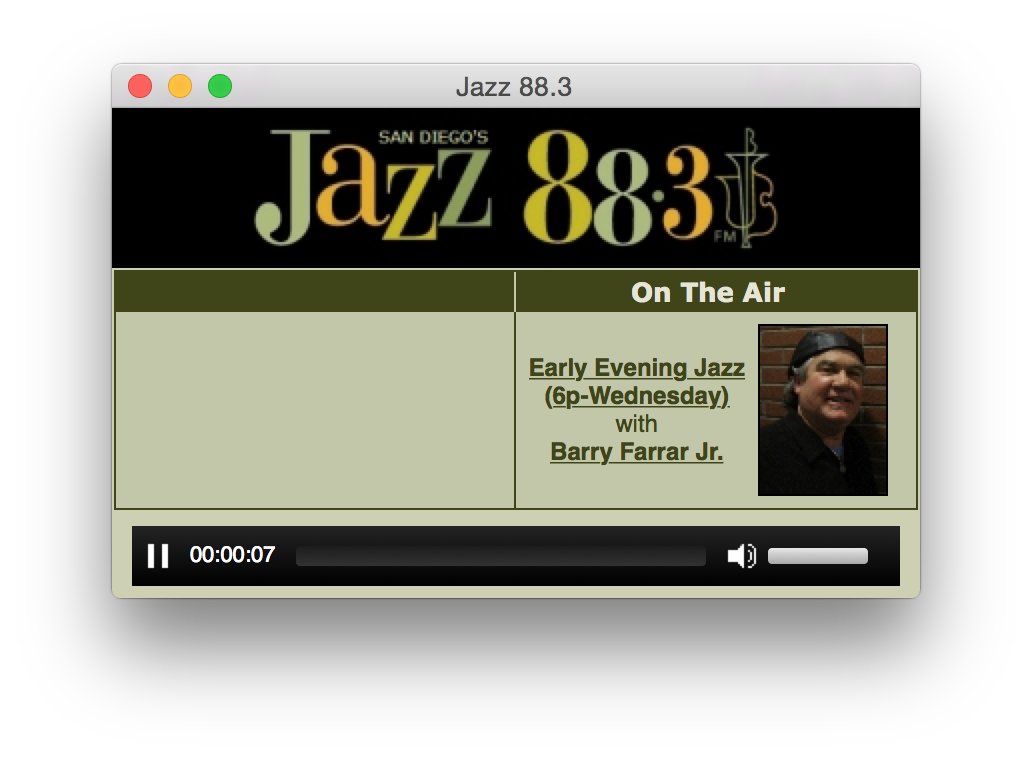 Jazz 88.3
SAN DIEGO'S
Jazz 88.3
FM
On The Air
Early Evening Jazz
(6p-Wednesday)
with
Barry Farrar Jr.
00:00:07